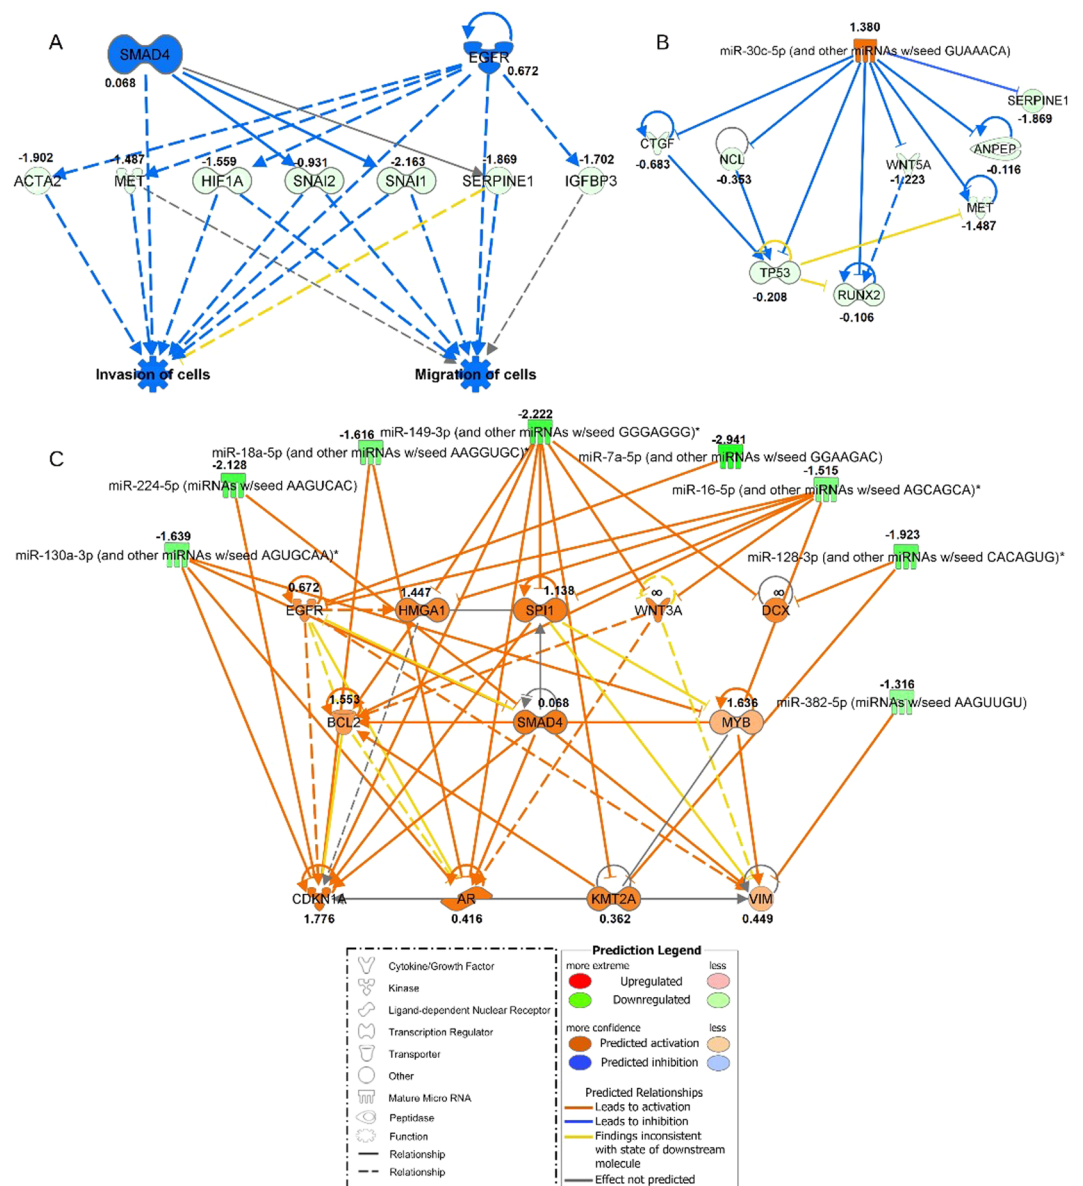 A
SMAD4
0.068
EGFR
0.672
-1.902
-1.487
-1.559
-0.931
-2.163
-1.869
-1.702
ACTA2
MET
HIF1A
SNAI2
SNAI1
SERPINE1
IGFBP3
Invasion of cells
Migration of cells
B
1.380
miR-30c-5p (and other miRNAs w/seed GUAAACA)
SERPINE1
-1.869
CTGF
-0.683
NCL
-0.353
WNT5A
-1.223
ANPEP
-0.116
MET
-1.487
TP53
-0.208
RUNX2
-0.106
C
-2.222
miR-149-3p (and other miRNAs w/seed GGGAGGG)*
-1.616
miR-18a-5p (and other miRNAs w/seed AAGGUGC)*
-2.941
miR-7a-5p (and other miRNAs w/seed GGAAGAC)
-2.128
miR-224-5p (miRNAs w/seed AAGUCAC)
-1.515
miR-16-5p (and other miRNAs w/seed AGCAGCA)*
-1.639
miR-130a-3p (and other miRNAs w/seed AGUGCAA)*
-1.923
miR-128-3p (and other miRNAs w/seed CACAGUG)*
0.672
EGFR
1.447
HMGA1
1.138
SPI1
∞
WNT3A
∞
DCX
-1.316
miR-382-5p (miRNAs w/seed AAGUUGU)
1.553
BCL2
0.068
SMAD4
1.636
MYB
CDKN1A
1.776
AR
0.416
KMT2A
0.362
VIM
0.449
Cytokine/Growth Factor
Kinase
Ligand-dependent Nuclear Receptor
Transcription Regulator
Transporter
Other
Mature Micro RNA
Peptidase
Function
Relationship
Relationship
Prediction Legend
more extreme less
Upregulated
Downregulated
more confidence less
Predicted activation
Predicted inhibition
Predicted Relationships
Leads to activation
Leads to inhibition
Findings inconsistent
with state of downstream
molecule
Effect not predicted